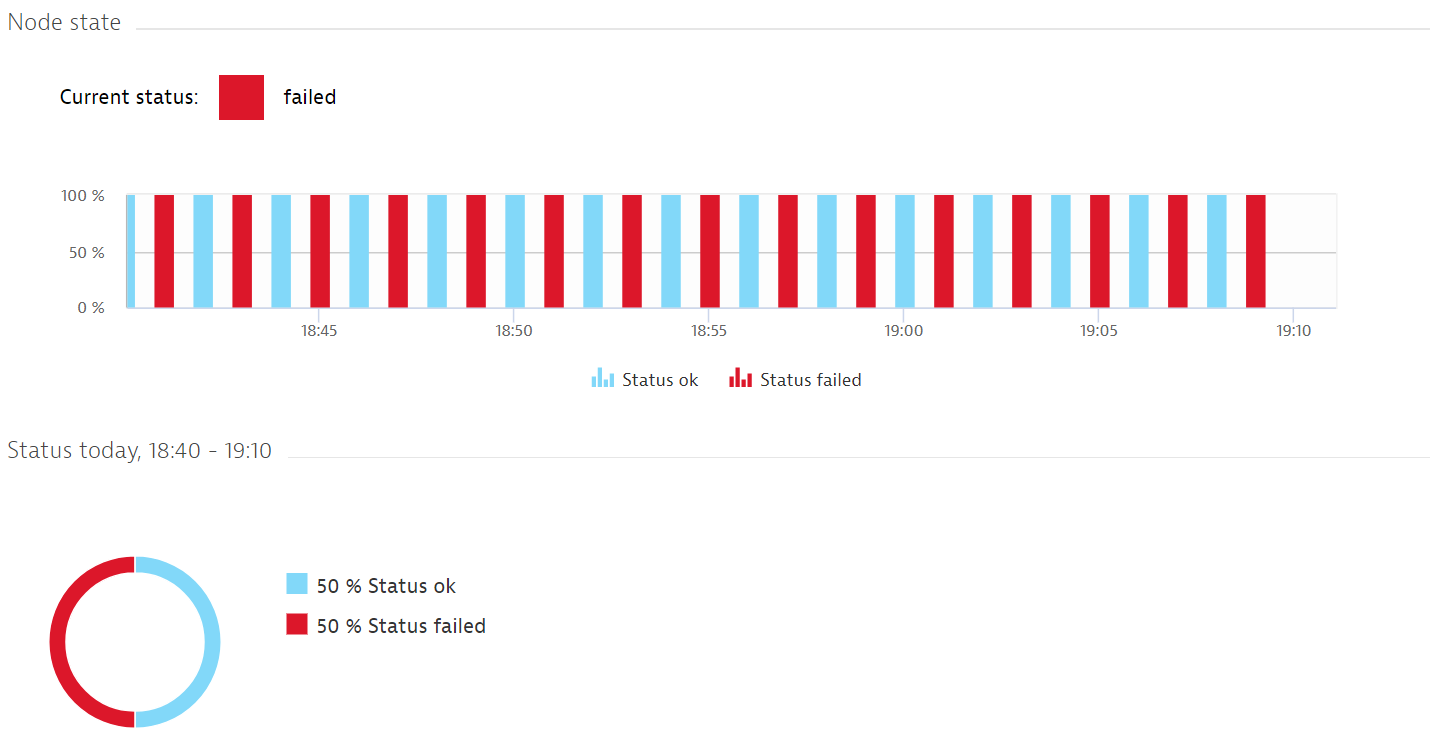 Node state
Current status: failed
100 %
50 %
0 %
18:45 18:50 18:55 19:00 19:05 19:10
Status ok Status failed
Status today, 18:40 - 19:10
50 % Status ok
50 % Status failed